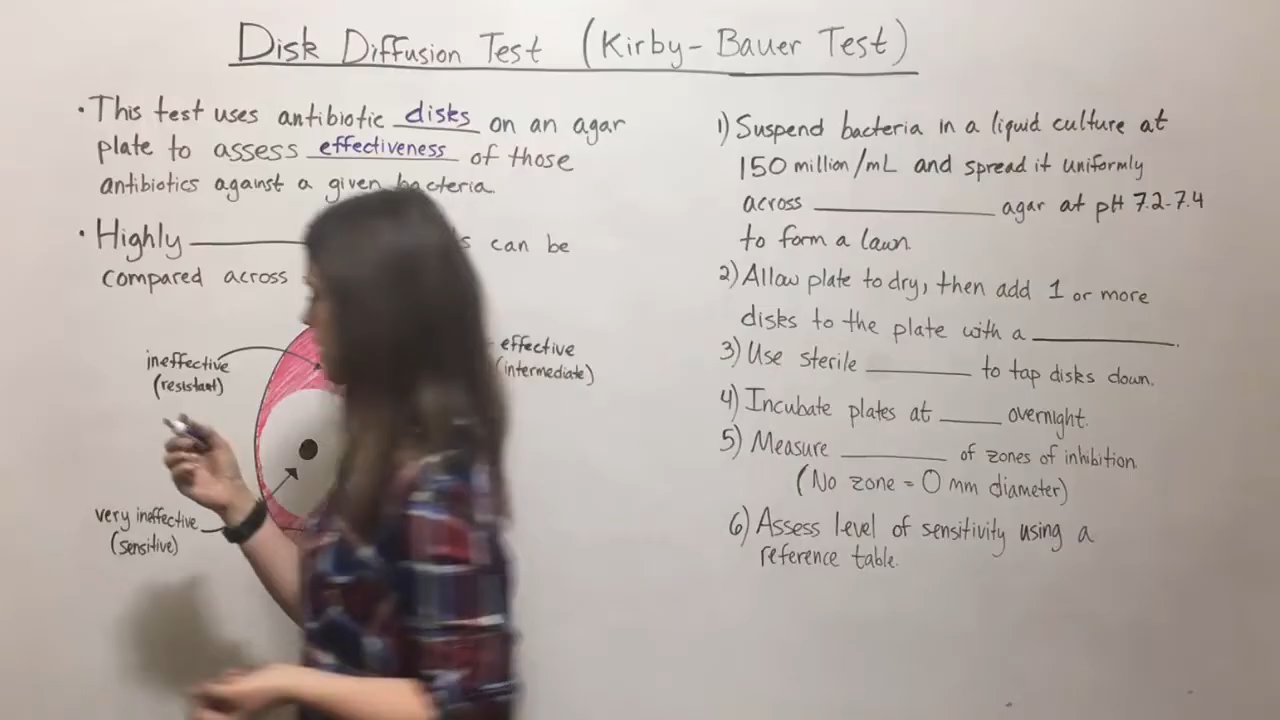 Disk Diffusion Test (Kirby-Bauer Test)
• This test uses antibiotic disks on an agar
plate to assess effectiveness of those
antibiotics against a given bacteria.
• Highly can be
compared across
ineffective
(resistant)
effective
(intermediate)
very ineffective
(sensitive)
1) Suspend bacteria in a liquid culture at
150 million/mL and spread it uniformly
across __________ agar at pH 7.2-7.4
to form a lawn.
2) Allow plate to dry, then add 1 or more
disks to the plate with a __________.
3) Use sterile __________ to tap disks down.
4) Incubate plates at _____ overnight.
5) Measure __________ of zones of inhibition.
(No zone = 0 mm diameter)
6) Assess level of sensitivity using a
reference table.